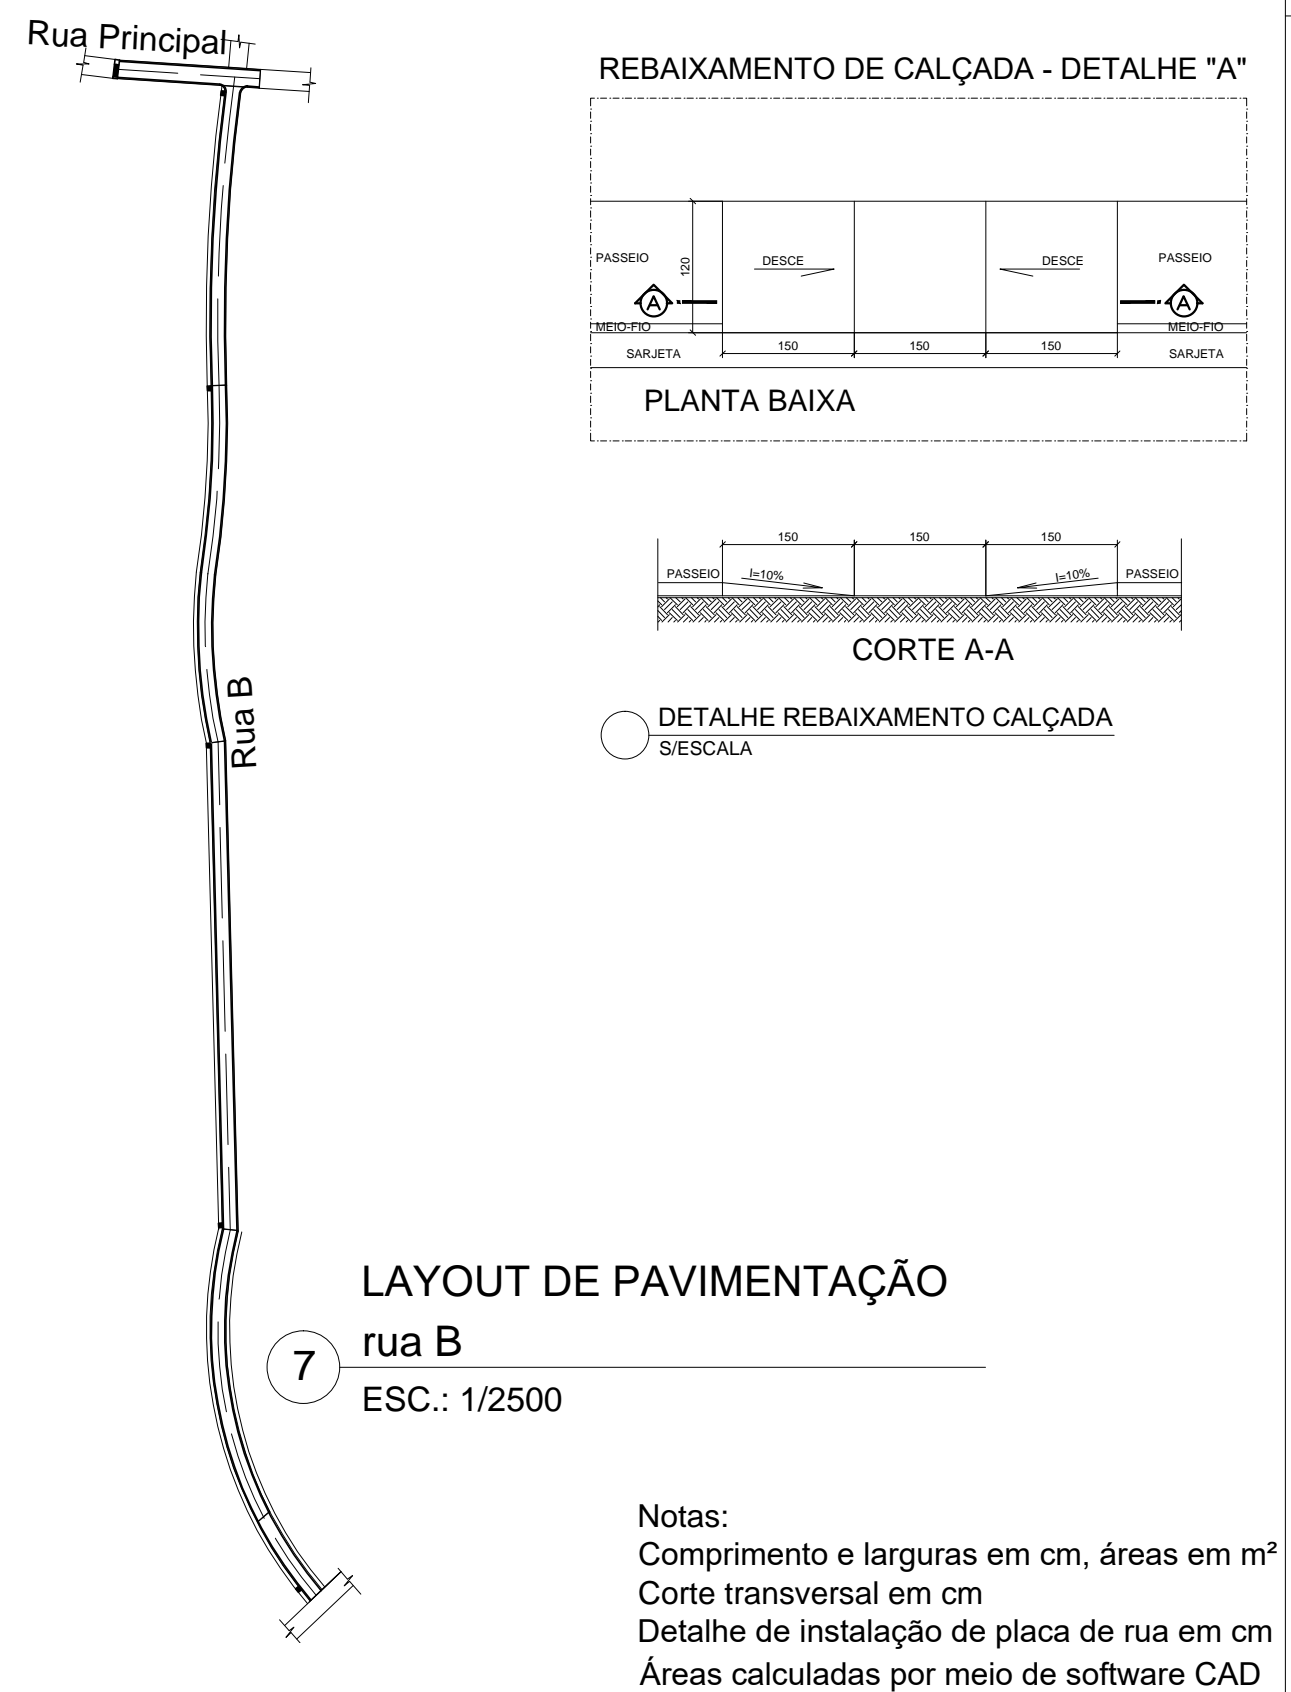 Rua Principal
REBAIXAMENTO DE CALÇADA - DETALHE "A"
PASSEIO
120
DESCE
DESCE
PASSEIO
A
A
MEIO-FIO
MEIO-FIO
SARJETA
150
150
150
SARJETA
PLANTA BAIXA
150
150
150
PASSEIO
I=10%
I=10%
PASSEIO
CORTE A-A
Rua B
DETALHE REBAIXAMENTO CALÇADA
S/ESCALA
LAYOUT DE PAVIMENTAÇÃO
7
rua B
ESC.: 1/2500
Notas:
Comprimento e larguras em cm, áreas em m²
Corte transversal em cm
Detalhe de instalação de placa de rua em cm
Áreas calculadas por meio de software CAD